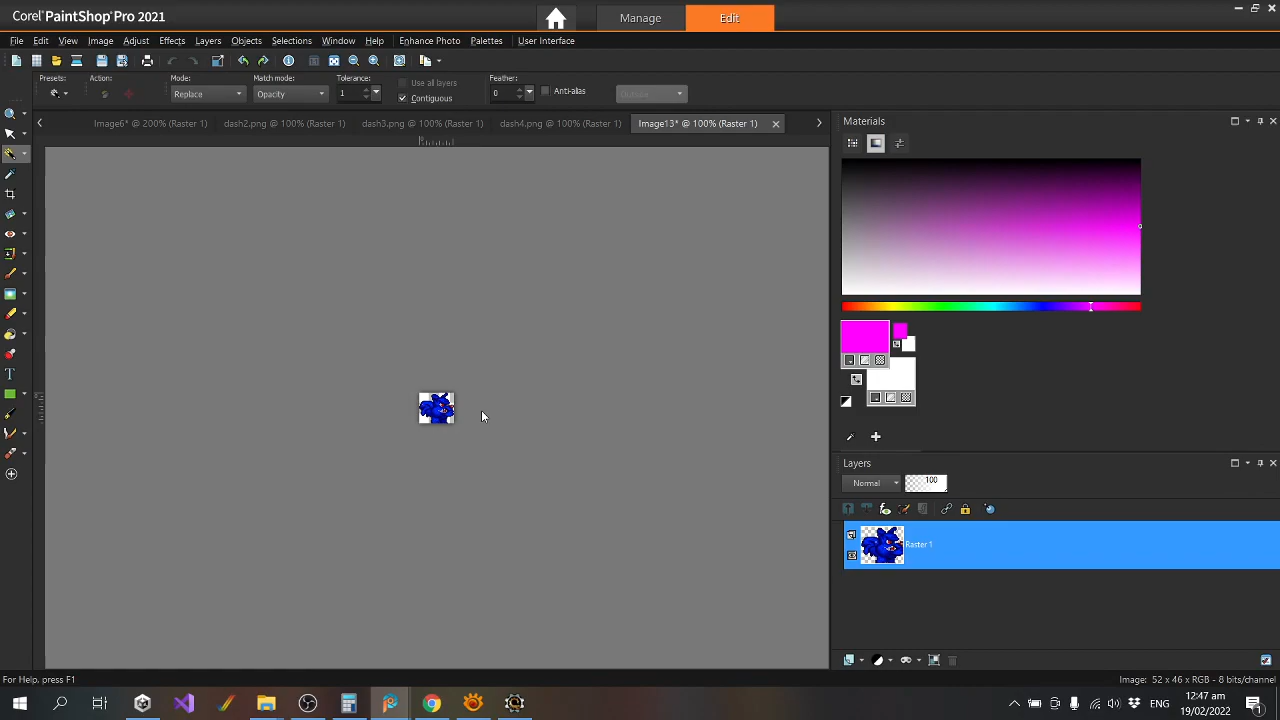 Corel PaintShop Pro 2021
Manage
Edit
File Edit View Image Adjust Effects Layers Objects Selections Window Help Enhance Photo Palettes User Interface
Presets: Action: Mode: Match mode: Tolerance: Use all layers Feather: Anti-alias
Replace Opacity 1 Contiguous 0 Outside
Image6* @ 200% (Raster 1) dash2.png @ 100% (Raster 1) dash3.png @ 100% (Raster 1) dash4.png @ 100% (Raster 1) Image13* @ 100% (Raster 1)
Materials
Layers
Normal 100
Raster 1
For Help, press F1
Image: 52 x 46 x RGB - 8 bits/channel
ENG
12:47 am
19/02/2022
1